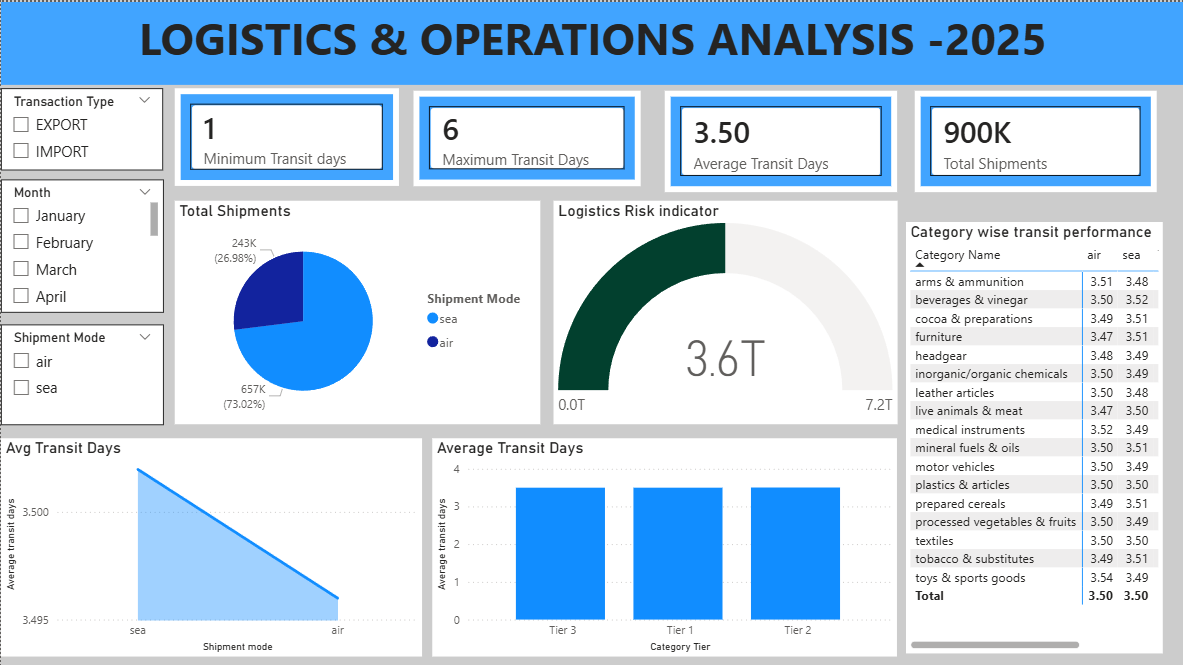 LOGISTICS & OPERATIONS ANALYSIS -2025
Transaction Type
EXPORT
IMPORT
Month
January
February
March
April
Shipment Mode
air
sea
1
Minimum Transit days
6
Maximum Transit Days
3.50
Average Transit Days
900K
Total Shipments
Total Shipments
243K
(26.98%)
657K
(73.02%)
Shipment Mode
sea
air
Logistics Risk indicator
3.6T
0.0T
7.2T
Category wise transit performance
Category Name air sea
arms & ammunition 3.51 3.48
beverages & vinegar 3.50 3.52
cocoa & preparations 3.49 3.51
furniture 3.47 3.51
headgear 3.48 3.49
inorganic/organic chemicals 3.50 3.49
leather articles 3.50 3.48
live animals & meat 3.47 3.50
medical instruments 3.52 3.49
mineral fuels & oils 3.50 3.51
motor vehicles 3.50 3.49
plastics & articles 3.50 3.50
prepared cereals 3.49 3.51
processed vegetables & fruits 3.50 3.49
textiles 3.50 3.50
tobacco & substitutes 3.49 3.51
toys & sports goods 3.54 3.49
Total 3.50 3.50
Avg Transit Days
Average transit days
3.500
3.495
sea air
Shipment mode
Average Transit Days
Average transit days
4
3
2
1
0
Tier 3 Tier 1 Tier 2
Category Tier